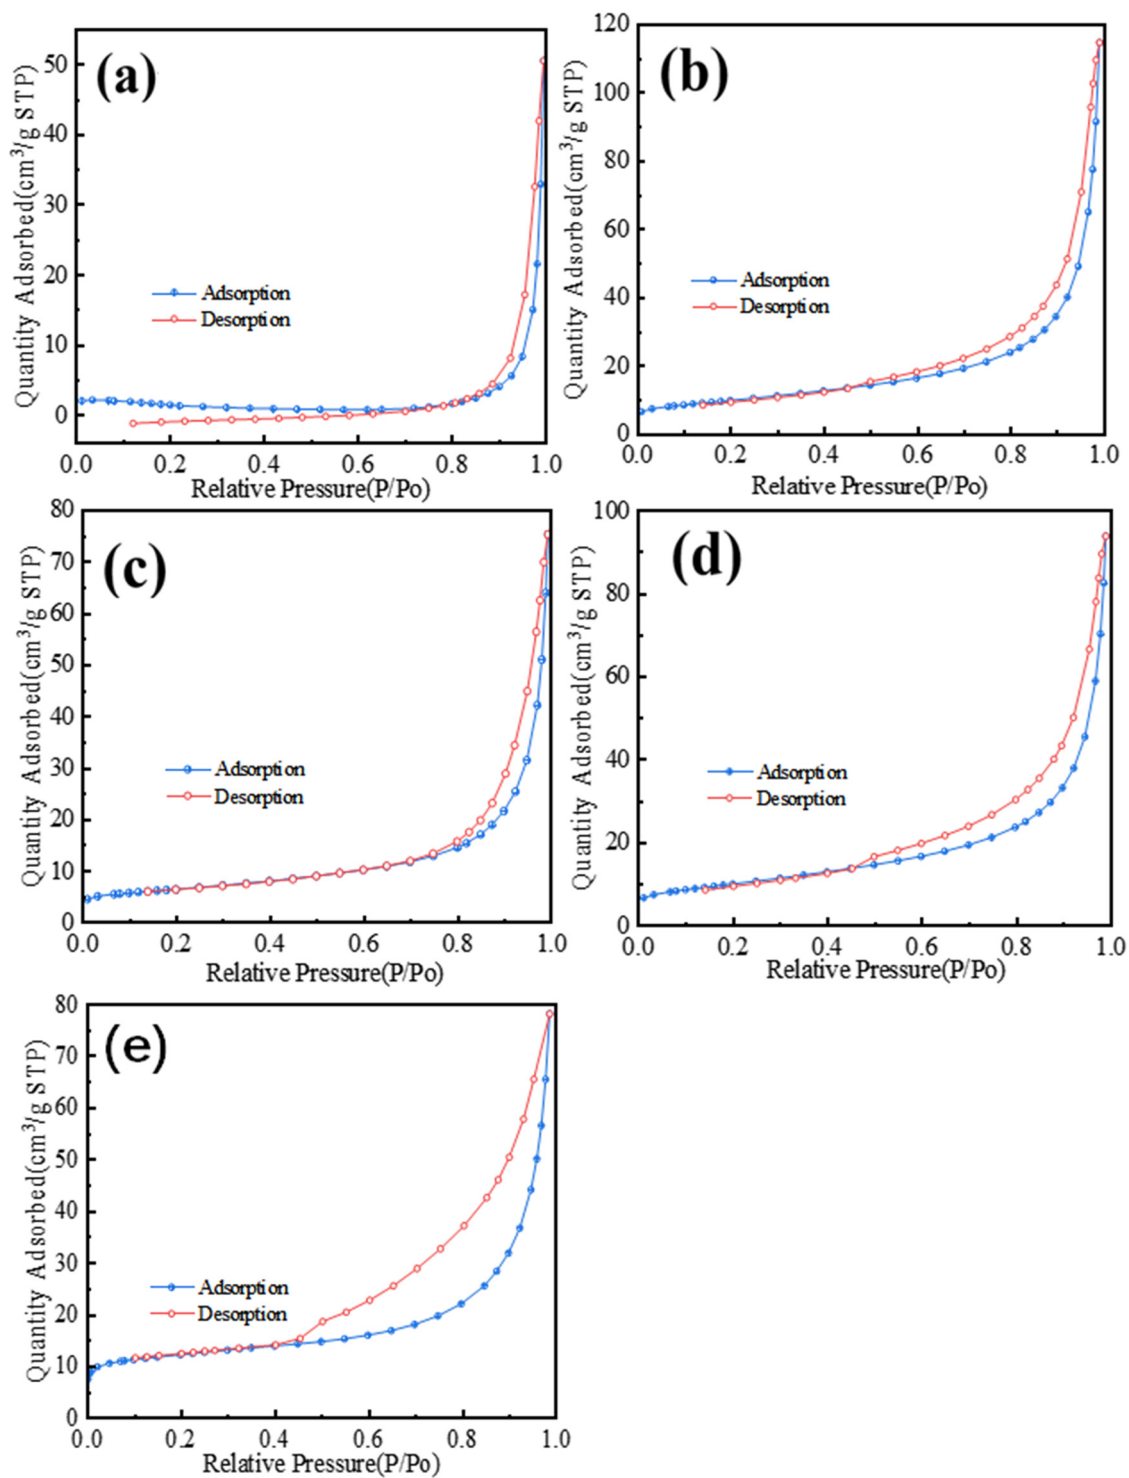 (a)
Quantity Adsorbed(cm³/g STP)
50
40
30
20
10
0
Adsorption
Desorption
0.0 0.2 0.4 0.6 0.8 1.0
Relative Pressure(P/Po)
(b)
Quantity Adsorbed(cm³/g STP)
120
100
80
60
40
20
0
Adsorption
Desorption
0.0 0.2 0.4 0.6 0.8 1.0
Relative Pressure(P/Po)
(c)
Quantity Adsorbed(cm³/g STP)
80
70
60
50
40
30
20
10
0
Adsorption
Desorption
0.0 0.2 0.4 0.6 0.8 1.0
Relative Pressure(P/Po)
(d)
Quantity Adsorbed(cm³/g STP)
100
80
60
40
20
0
Adsorption
Desorption
0.0 0.2 0.4 0.6 0.8 1.0
Relative Pressure(P/Po)
(e)
Quantity Adsorbed(cm³/g STP)
80
70
60
50
40
30
20
10
0
Adsorption
Desorption
0.0 0.2 0.4 0.6 0.8 1.0
Relative Pressure(P/Po)